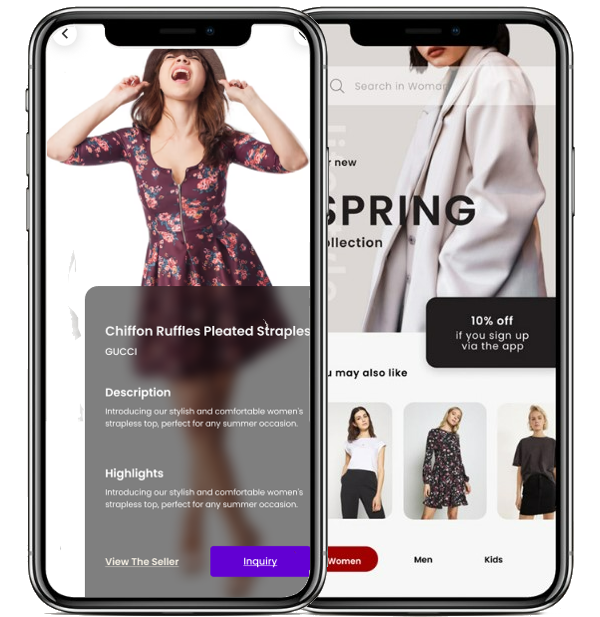 Chiffon Ruffles Pleated Straples
GUCCI
Description
Introducing our stylish and comfortable women's
strapless top, perfect for any summer occasion.
Highlights
Introducing our stylish and comfortable women's
strapless top, perfect for any summer occasion.
View The Seller
Inquiry
Search in Woman
r new
SPRING
ollection
10% off
if you sign up
via the app
u may also like
Women
Men
Kids